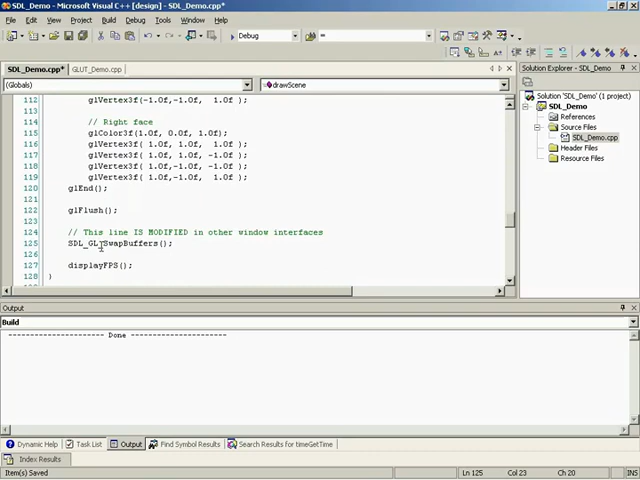 SDL_Demo - Microsoft Visual C++ [design] - SDL_Demo.cpp*
File Edit View Project Build Debug Tools Window Help
Debug
SDL_Demo.cpp* GLUT_Demo.cpp
(Globals) drawScene
112 glVertex3f(-1.0f,-1.0f, 1.0f );
113
114 // Right face
115 glColor3f(1.0f, 0.0f, 1.0f);
116 glVertex3f( 1.0f, 1.0f, 1.0f );
117 glVertex3f( 1.0f, 1.0f, -1.0f );
118 glVertex3f( 1.0f,-1.0f, -1.0f );
119 glVertex3f( 1.0f,-1.0f, 1.0f );
120 glEnd();
121
122 glFlush();
123
124 // This line IS MODIFIED in other window interfaces
125 SDL_GL_SwapBuffers();
126
127 displayFPS();
128 }
Solution Explorer - SDL_Demo
Solution 'SDL_Demo' (1 project)
SDL_Demo
References
Source Files
SDL_Demo.cpp
Header Files
Resource Files
Output
Build
---------------------- Done ----------------------
Dynamic Help Task List Output Find Symbol Results Search Results for timeGetTime
Index Results
Item(s) Saved Ln 125 Col 23 Ch 20 INS